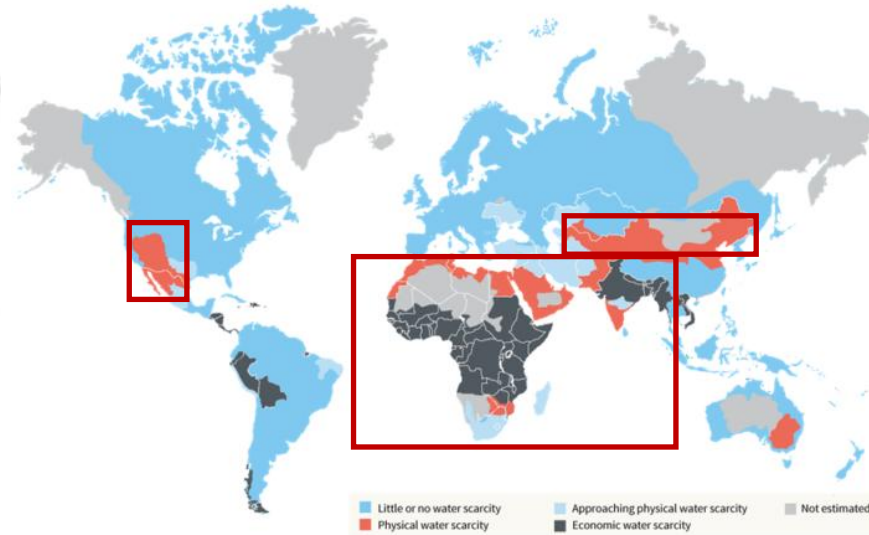 Little or no water scarcity
Approaching physical water scarcity
Not estimated
Physical water scarcity
Economic water scarcity